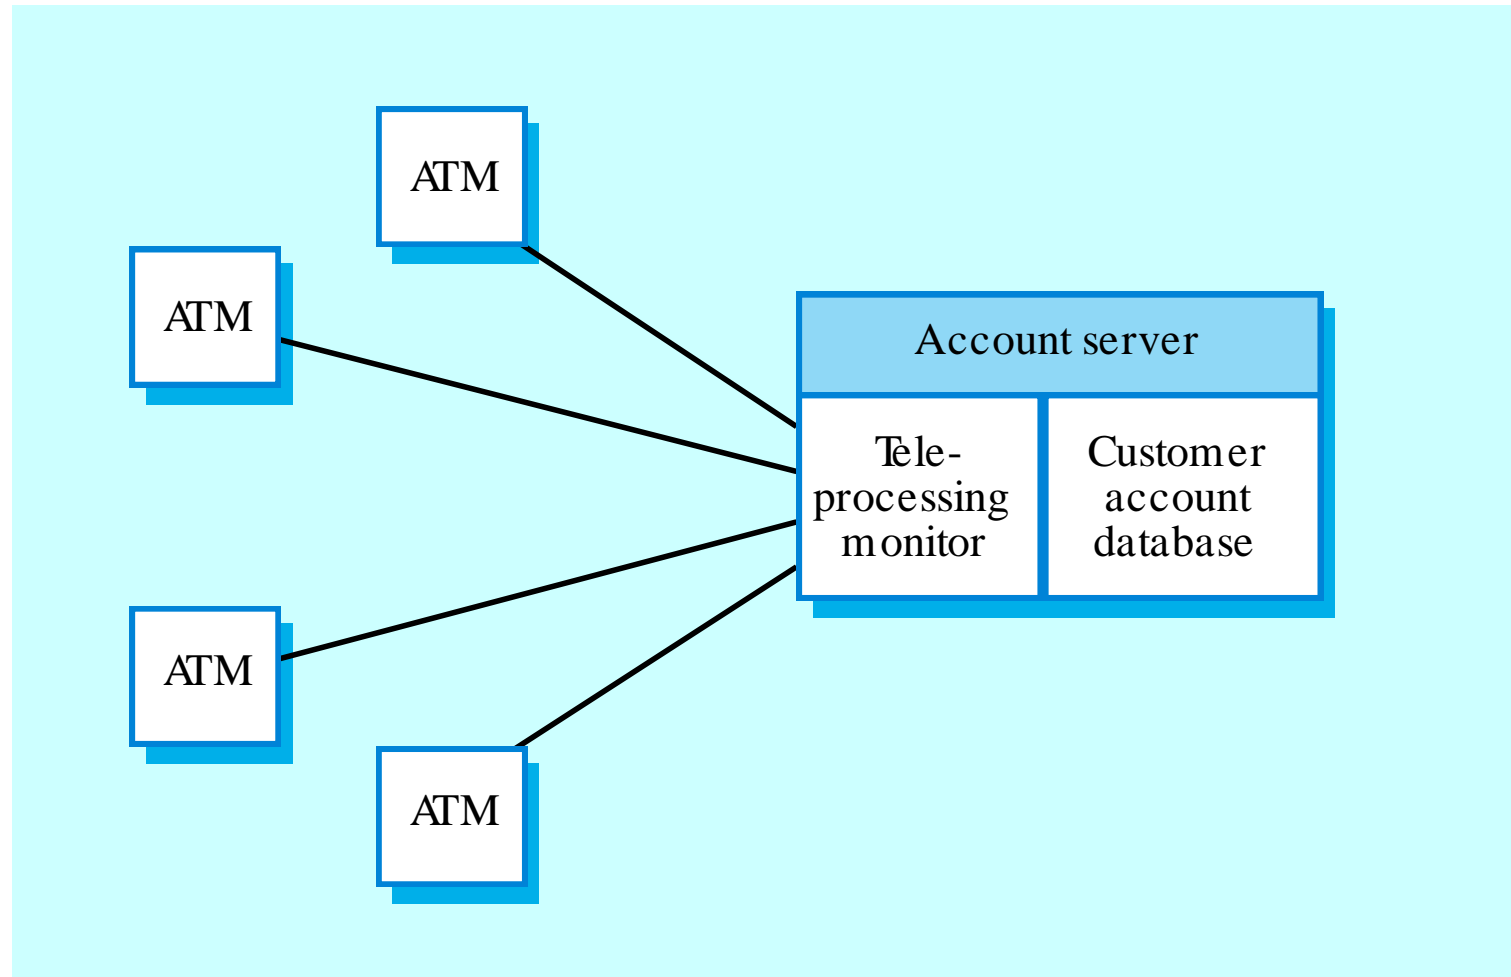 ATM
ATM
Account server
Tele-
processing
monitor
Customer
account
database
ATM
ATM